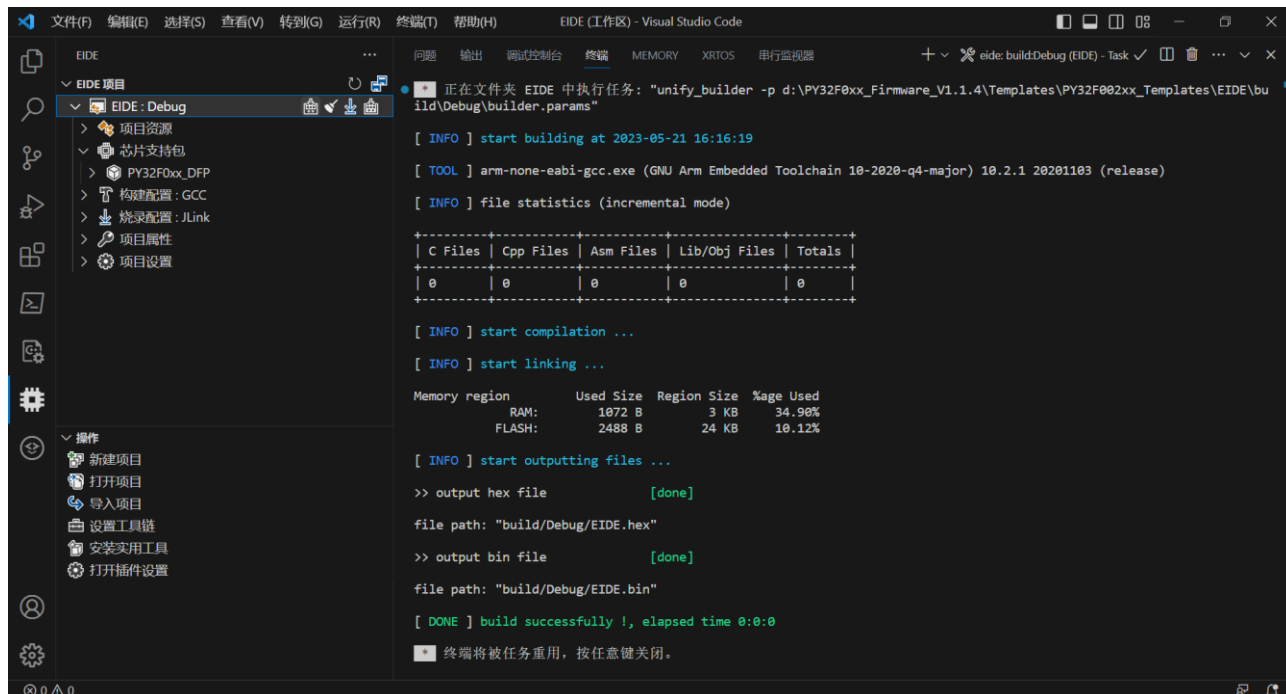 文件(F) 编辑(E) 选择(S) 查看(V) 转到(G) 运行(R) 终端(T) 帮助(H) EIDE (工作区) - Visual Studio Code
EIDE
EIDE 项目
EIDE : Debug
项目资源
芯片支持包
PY32F0xx_DFP
构建配置 : GCC
烧录配置 : JLink
项目属性
项目设置
操作
新建项目
打开项目
导入项目
设置工具链
安装实用工具
打开插件设置
问题 输出 调试控制台 终端 MEMORY XRTOS 串行监视器 eide: build:Debug (EIDE) - Task
* 正在文件夹 EIDE 中执行任务: "unify_builder -p d:\PY32F0xx_Firmware_V1.1.4\Templates\PY32F002xx_Templates\EIDE\bu
ild\Debug\builder.params"
[ INFO ] start building at 2023-05-21 16:16:19
[ TOOL ] arm-none-eabi-gcc.exe (GNU Arm Embedded Toolchain 10-2020-q4-major) 10.2.1 20201103 (release)
[ INFO ] file statistics (incremental mode)
+---------+-----------+-----------+---------------+--------+
| C Files | Cpp Files | Asm Files | Lib/Obj Files | Totals |
+---------+-----------+-----------+---------------+--------+
| 0 | 0 | 0 | 0 | 0 |
+---------+-----------+-----------+---------------+--------+
[ INFO ] start compilation ...
[ INFO ] start linking ...
Memory region Used Size Region Size %age Used
RAM: 1072 B 3 KB 34.90%
FLASH: 2488 B 24 KB 10.12%
[ INFO ] start outputting files ...
>> output hex file [done]
file path: "build/Debug/EIDE.hex"
>> output bin file [done]
file path: "build/Debug/EIDE.bin"
[ DONE ] build successfully !, elapsed time 0:0:0
* 终端将被任务重用，按任意键关闭。
0 0